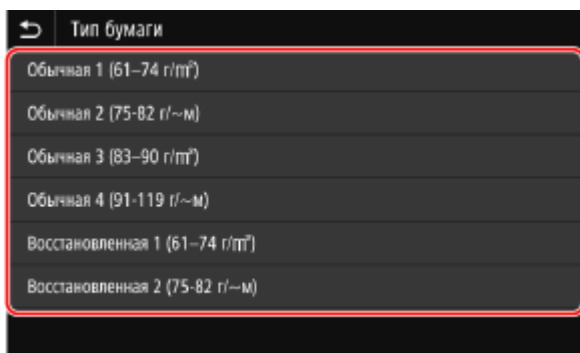 Тип бумаги
Обычная 1 (61–74 г/m²)
Обычная 2 (75-82 г/~м)
Обычная 3 (83–90 г/m²)
Обычная 4 (91-119 г/~м)
Восстановленная 1 (61–74 г/m²)
Восстановленная 2 (75-82 г/~м)